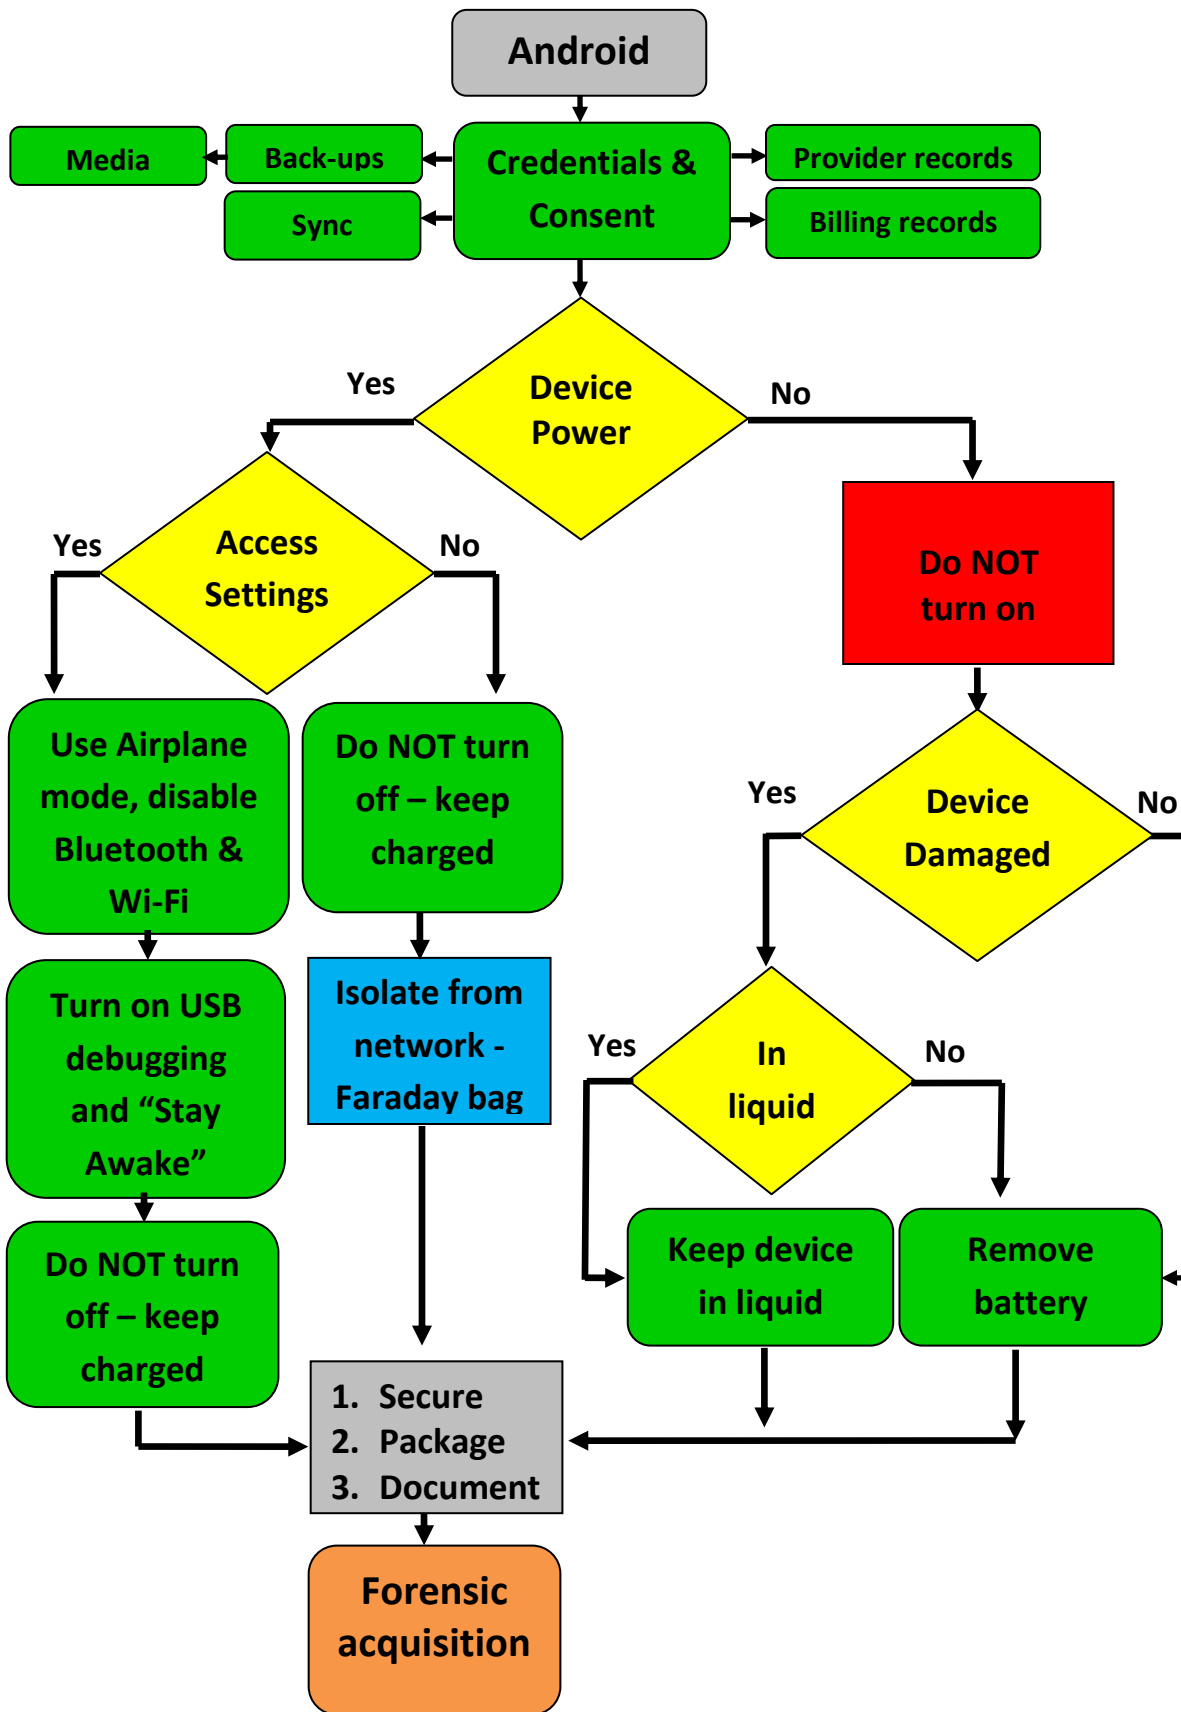 Android
Media
Back-ups
Credentials &
Consent
Provider records
Sync
Billing records
Yes
Device
Power
No
Yes
Access
Settings
No
Do NOT
turn on
Use Airplane
mode, disable
Bluetooth &
Wi-Fi
Do NOT turn
off – keep
charged
Yes
Device
Damaged
No
Turn on USB
debugging
and “Stay
Awake”
Isolate from
network -
Faraday bag
Yes
In
liquid
No
Do NOT turn
off – keep
charged
Keep device
in liquid
Remove
battery
1. Secure
2. Package
3. Document
Forensic
acquisition